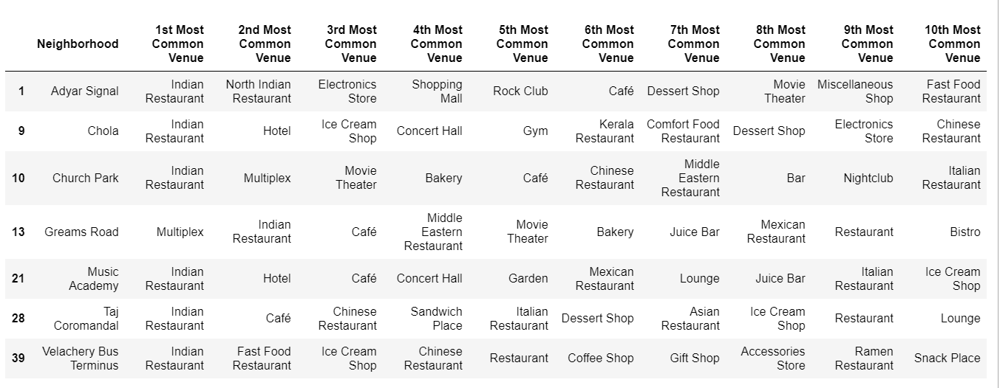 Neighborhood 1st Most Common Venue 2nd Most Common Venue 3rd Most Common Venue 4th Most Common Venue 5th Most Common Venue 6th Most Common Venue 7th Most Common Venue 8th Most Common Venue 9th Most Common Venue 10th Most Common Venue
1 Adyar Signal Indian Restaurant North Indian Restaurant Electronics Store Shopping Mall Rock Club Café Dessert Shop Movie Theater Miscellaneous Shop Fast Food Restaurant
9 Chola Indian Restaurant Hotel Ice Cream Shop Concert Hall Gym Kerala Restaurant Comfort Food Restaurant Dessert Shop Electronics Store Chinese Restaurant
10 Church Park Indian Restaurant Multiplex Movie Theater Bakery Café Chinese Restaurant Middle Eastern Restaurant Bar Nightclub Italian Restaurant
13 Greams Road Multiplex Indian Restaurant Café Middle Eastern Restaurant Movie Theater Bakery Juice Bar Mexican Restaurant Restaurant Bistro
21 Music Academy Indian Restaurant Hotel Café Concert Hall Garden Mexican Restaurant Lounge Juice Bar Italian Restaurant Ice Cream Shop
28 Taj Coromandal Indian Restaurant Café Chinese Restaurant Sandwich Place Italian Restaurant Dessert Shop Asian Restaurant Ice Cream Shop Restaurant Lounge
39 Velachery Bus Terminus Indian Restaurant Fast Food Restaurant Ice Cream Shop Chinese Restaurant Restaurant Coffee Shop Gift Shop Accessories Store Ramen Restaurant Snack Place